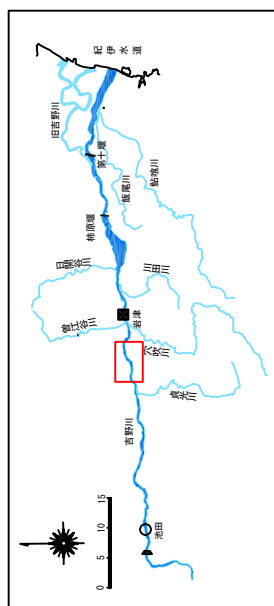 紀伊水道
旧吉野川
第十堰
飯尾川
鮎喰川
柿原堰
日開谷川
川田川
曽江谷川
岩津
穴吹川
貞光川
吉野川
池田
0 5 10 15